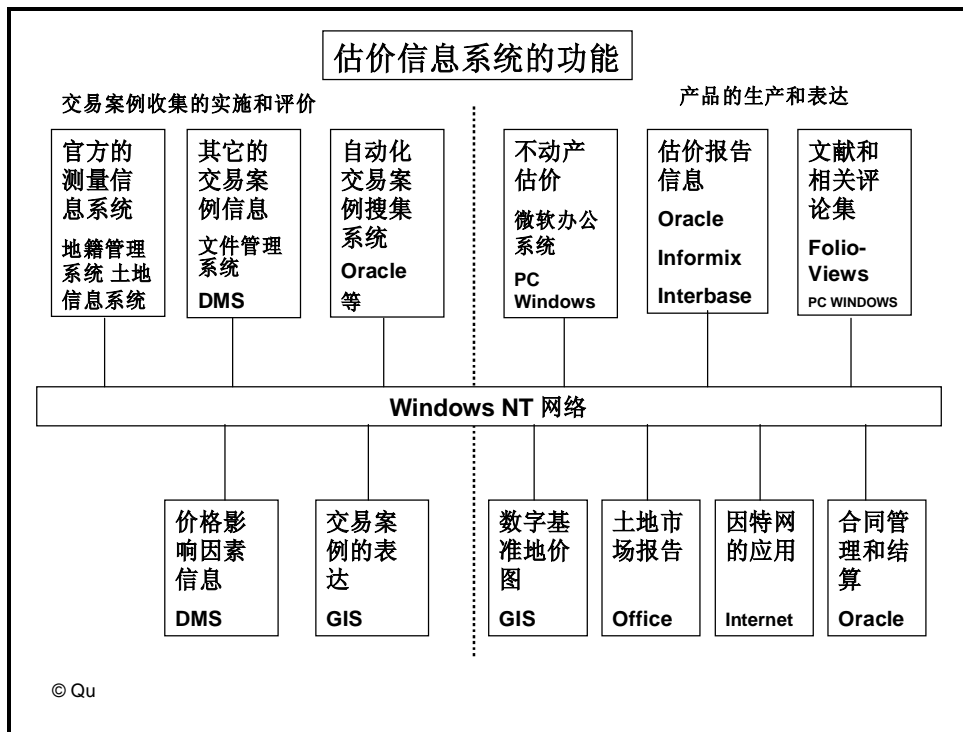 估价信息系统的功能
交易案例收集的实施和评价
产品的生产和表达
官方的
测量信
息系统
地籍管理
系统 土地
信息系统
其它的
交易案
例信息
文件管理
系统
DMS
自动化
交易案
例搜集
系统
Oracle
等
不动产
估价
微软办公
系统
PC
Windows
估价报告
信息
Oracle
Informix
Interbase
文献和
相关评
论集
Folio-
Views
PC WINDOWS
Windows NT 网络
价格影
响因素
信息
DMS
交易案
例的表
达
GIS
数字基
准地价
图
GIS
土地市
场报告
Office
因特网
的应用
Internet
合同管
理和结
算
Oracle
© Qu